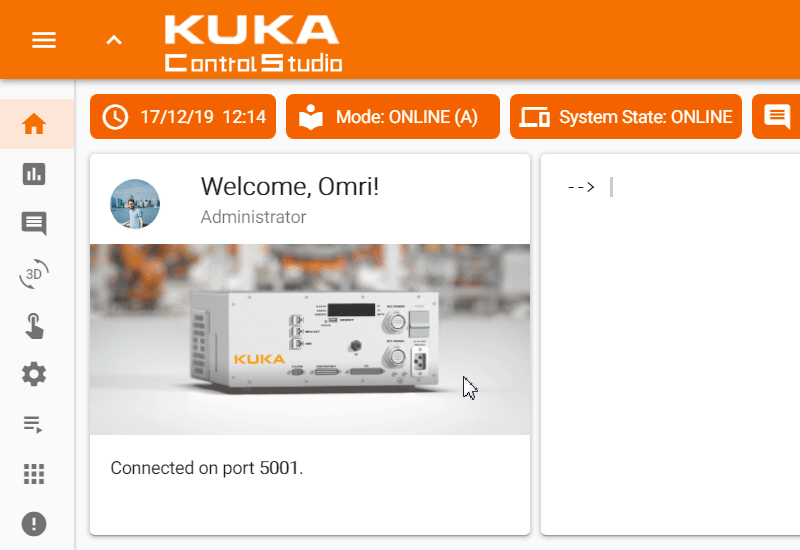 KUKA
ControlStudio
17/12/19 12:14
Mode: ONLINE (A)
System State: ONLINE
Welcome, Omri!
Administrator
-->
3D
KUKA
Connected on port 5001.